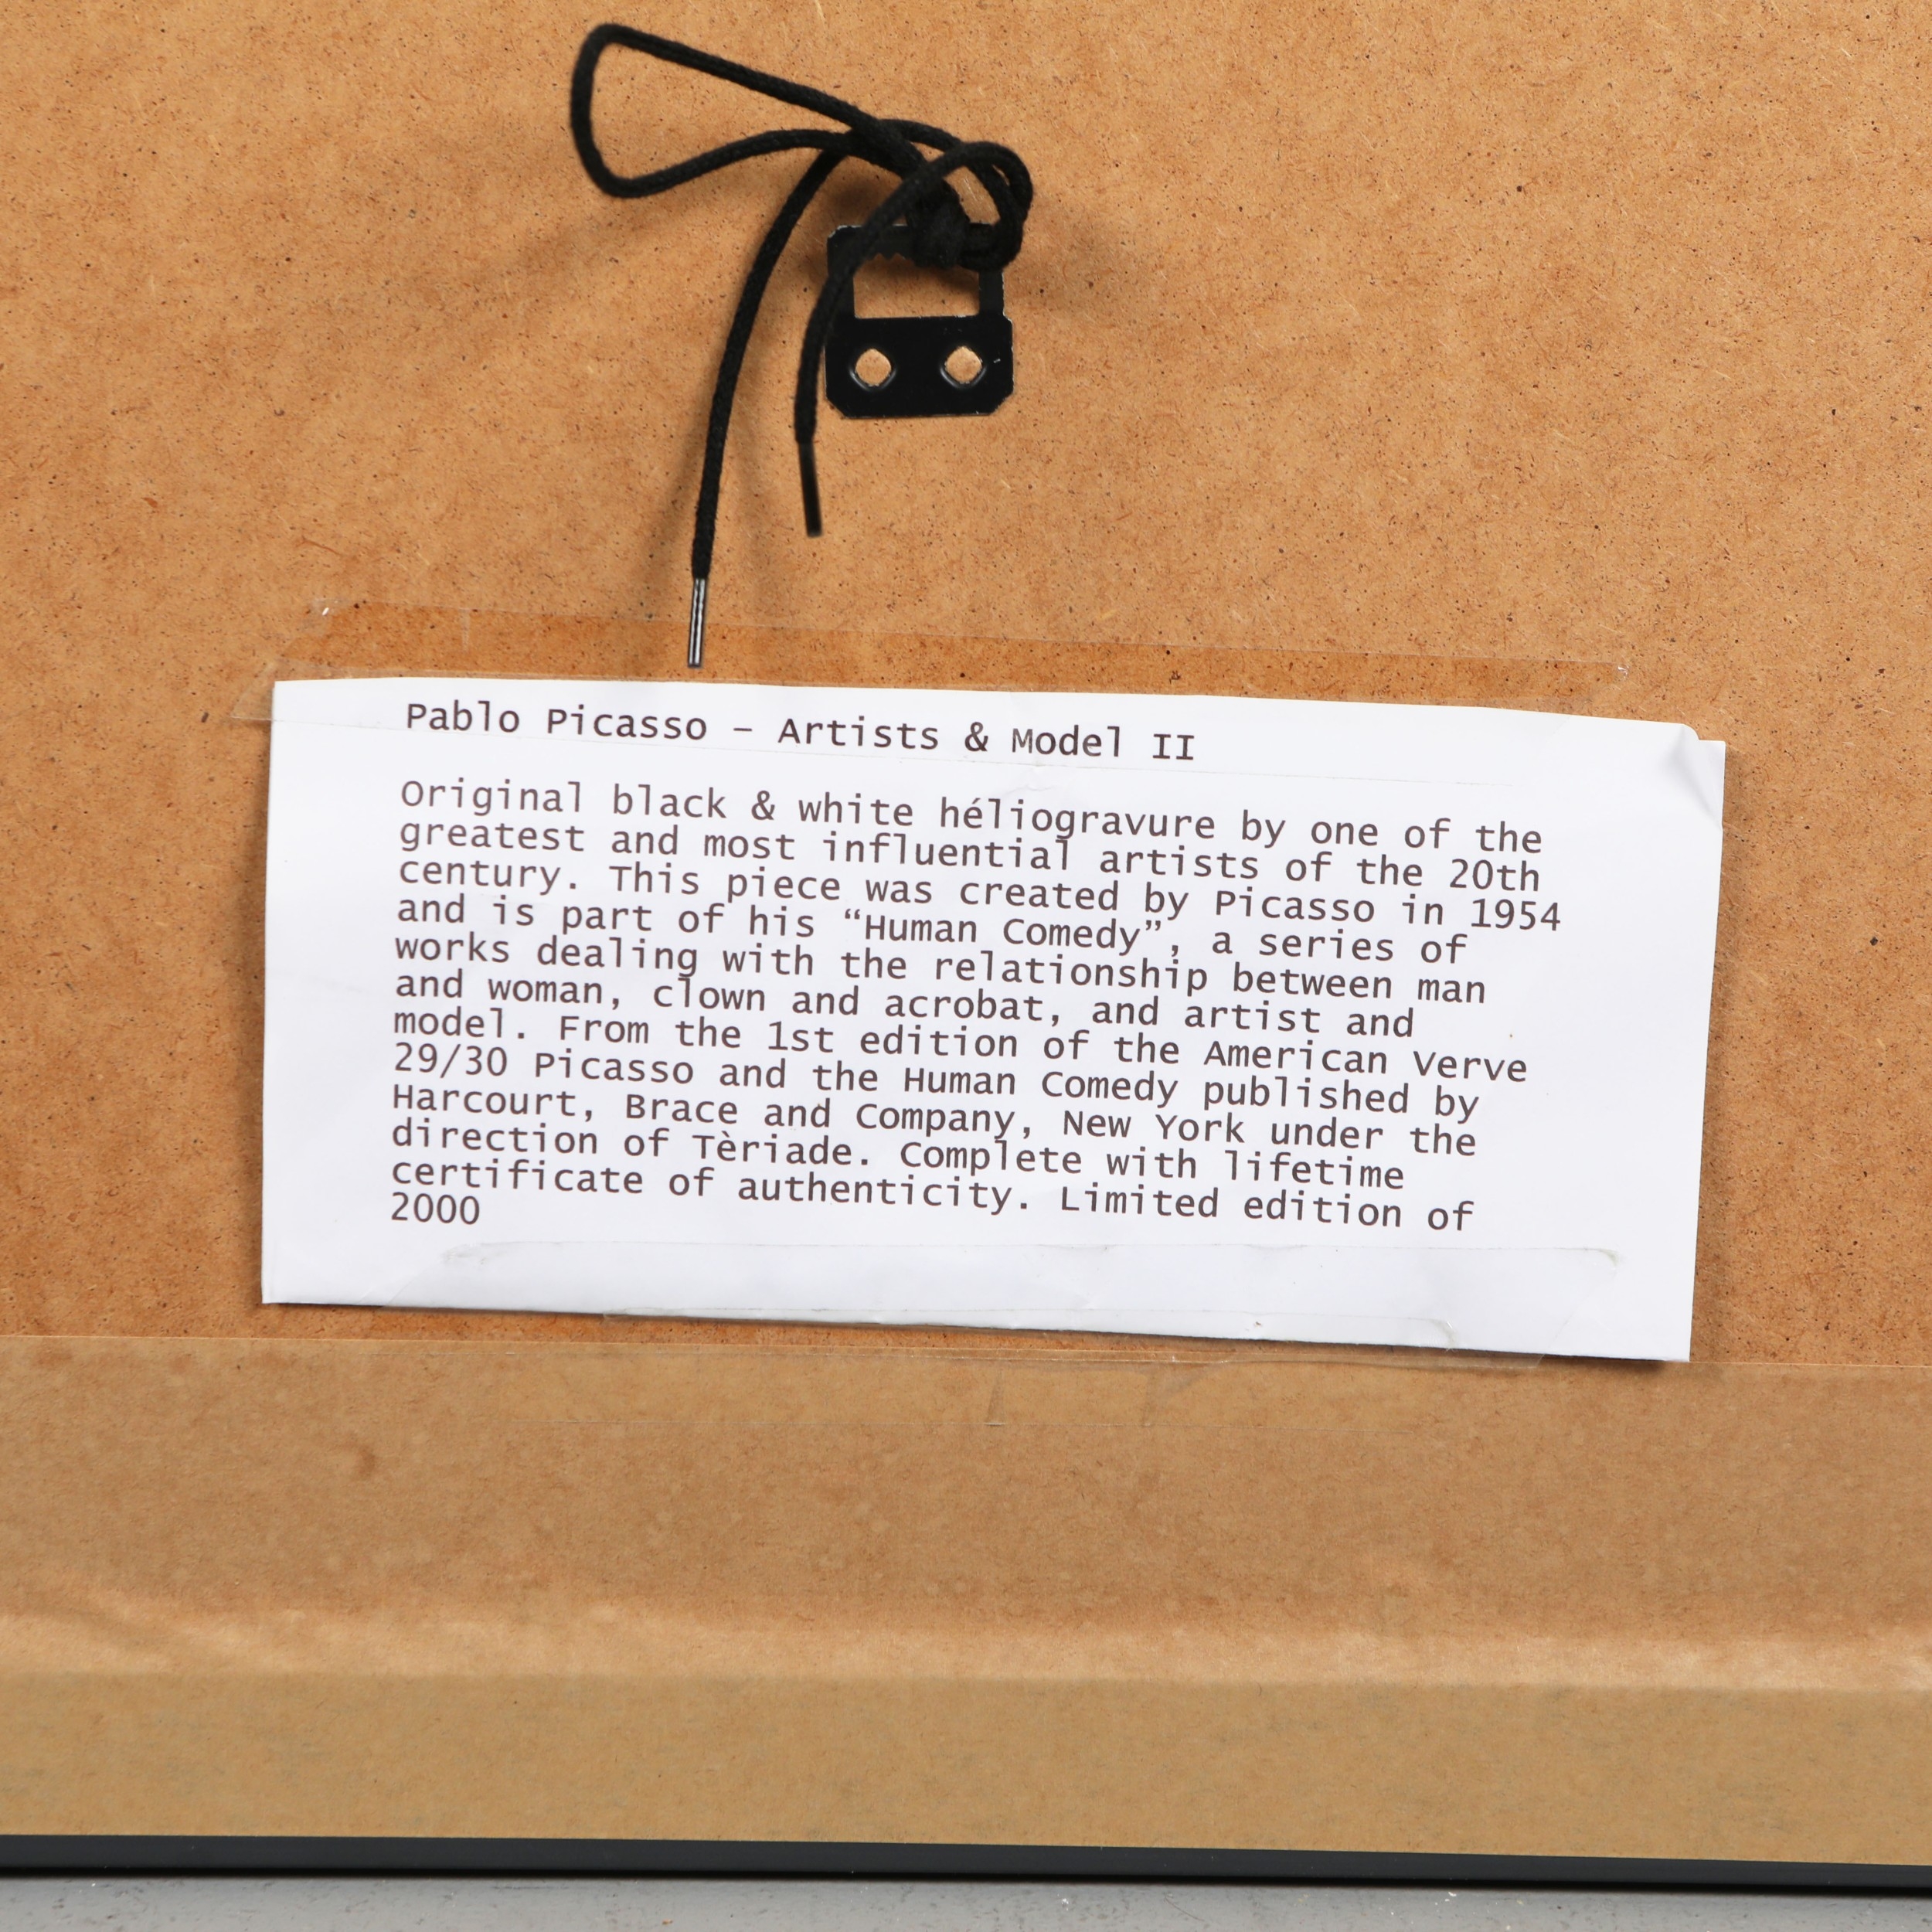 Pablo Picasso – Artists & Model II
Original black & white héliogravure by one of the
greatest and most influential artists of the 20th
century. This piece was created by Picasso in 1954
and is part of his “Human Comedy”, a series of
works dealing with the relationship between man
and woman, clown and acrobat, and artist and
model. From the 1st edition of the American Verve
29/30 Picasso and the Human Comedy published by
Harcourt, Brace and Company, New York under the
direction of Tèriade. Complete with lifetime
certificate of authenticity. Limited edition of
2000